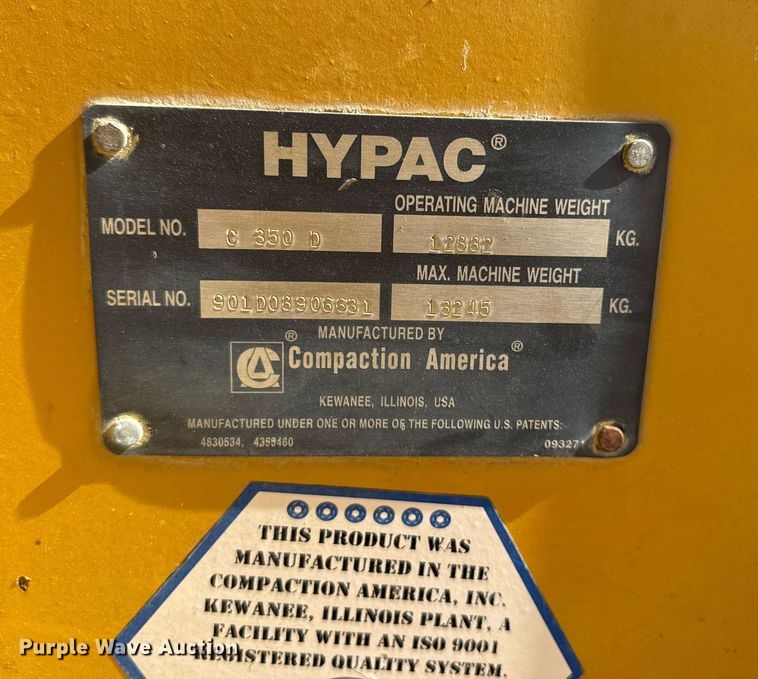 HYPAC®
OPERATING MACHINE WEIGHT
MODEL NO. C 350 D 12882 KG.
MAX. MACHINE WEIGHT
SERIAL NO. 901D08906631 13245 KG.
MANUFACTURED BY
CA ® Compaction America®
KEWANEE, ILLINOIS, USA
MANUFACTURED UNDER ONE OR MORE OF THE FOLLOWING U.S. PATENTS:
4830534, 4359460 093271
THIS PRODUCT WAS
MANUFACTURED IN THE
COMPACTION AMERICA, INC.
KEWANEE, ILLINOIS PLANT, A
FACILITY WITH AN ISO 9001
REGISTERED QUALITY SYSTEM.
Purple Wave Auction